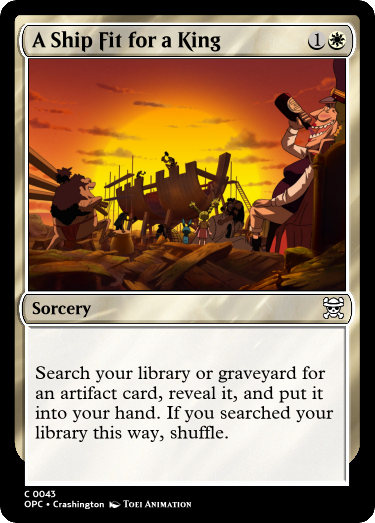 A Ship Fit for a King 1
Sorcery
Search your library or graveyard for
an artifact card, reveal it, and put it
into your hand. If you searched your
library this way, shuffle.
C 0043
OPC • Crashington Toei Animation